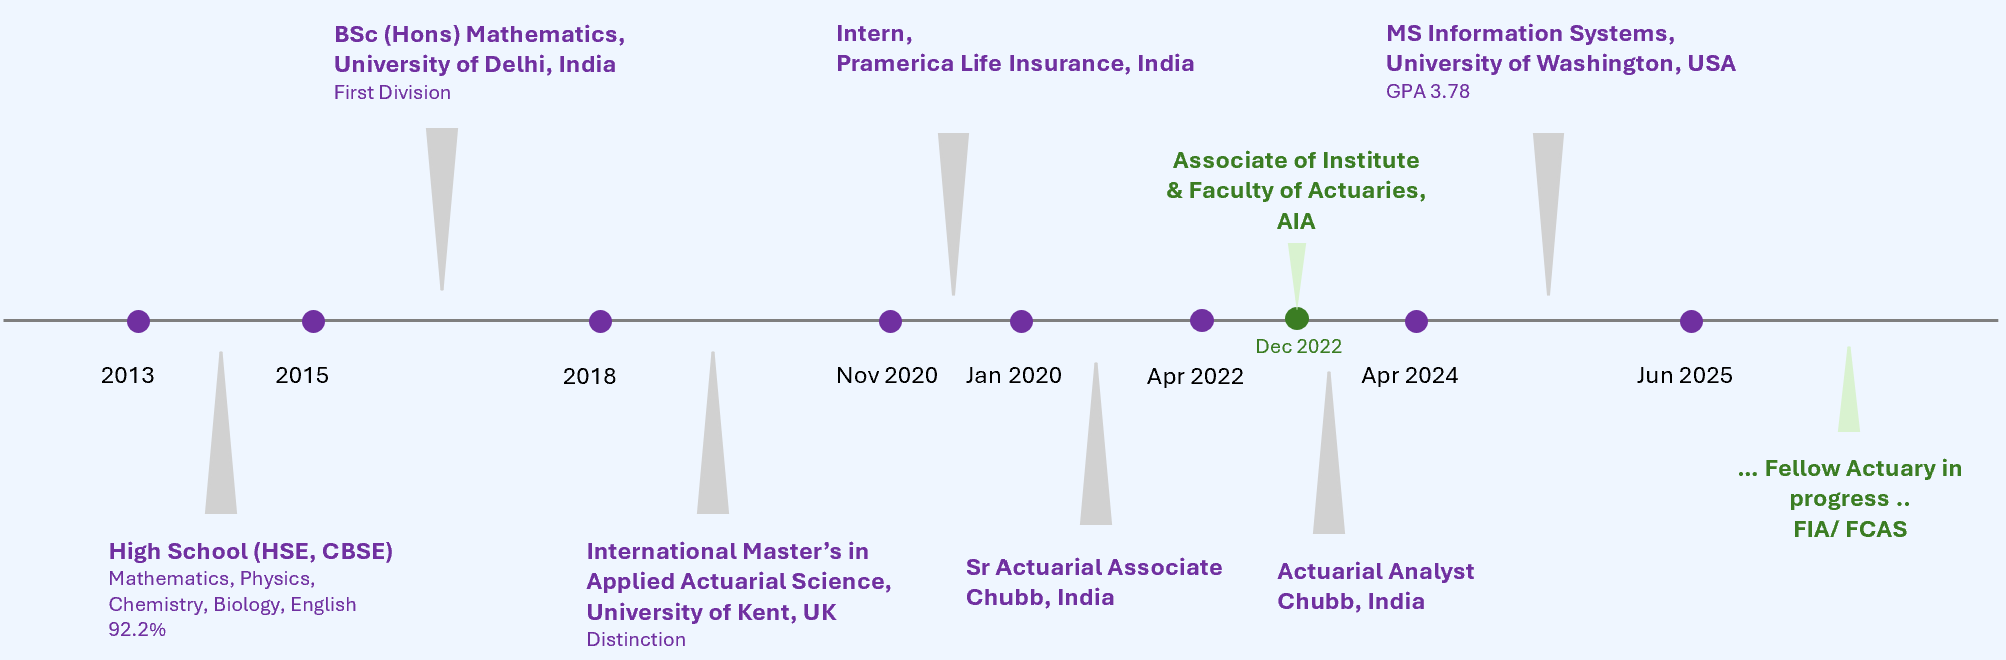 BSc (Hons) Mathematics,
University of Delhi, India
First Division
Intern,
Pramerica Life Insurance, India
MS Information Systems,
University of Washington, USA
GPA 3.78
Associate of Institute
& Faculty of Actuaries,
AIA
Dec 2022
2013
2015
2018
Nov 2020
Jan 2020
Apr 2022
Apr 2024
Jun 2025
High School (HSE, CBSE)
Mathematics, Physics,
Chemistry, Biology, English
92.2%
International Master’s in
Applied Actuarial Science,
University of Kent, UK
Distinction
Sr Actuarial Associate
Chubb, India
Actuarial Analyst
Chubb, India
... Fellow Actuary in
progress ..
FIA/ FCAS